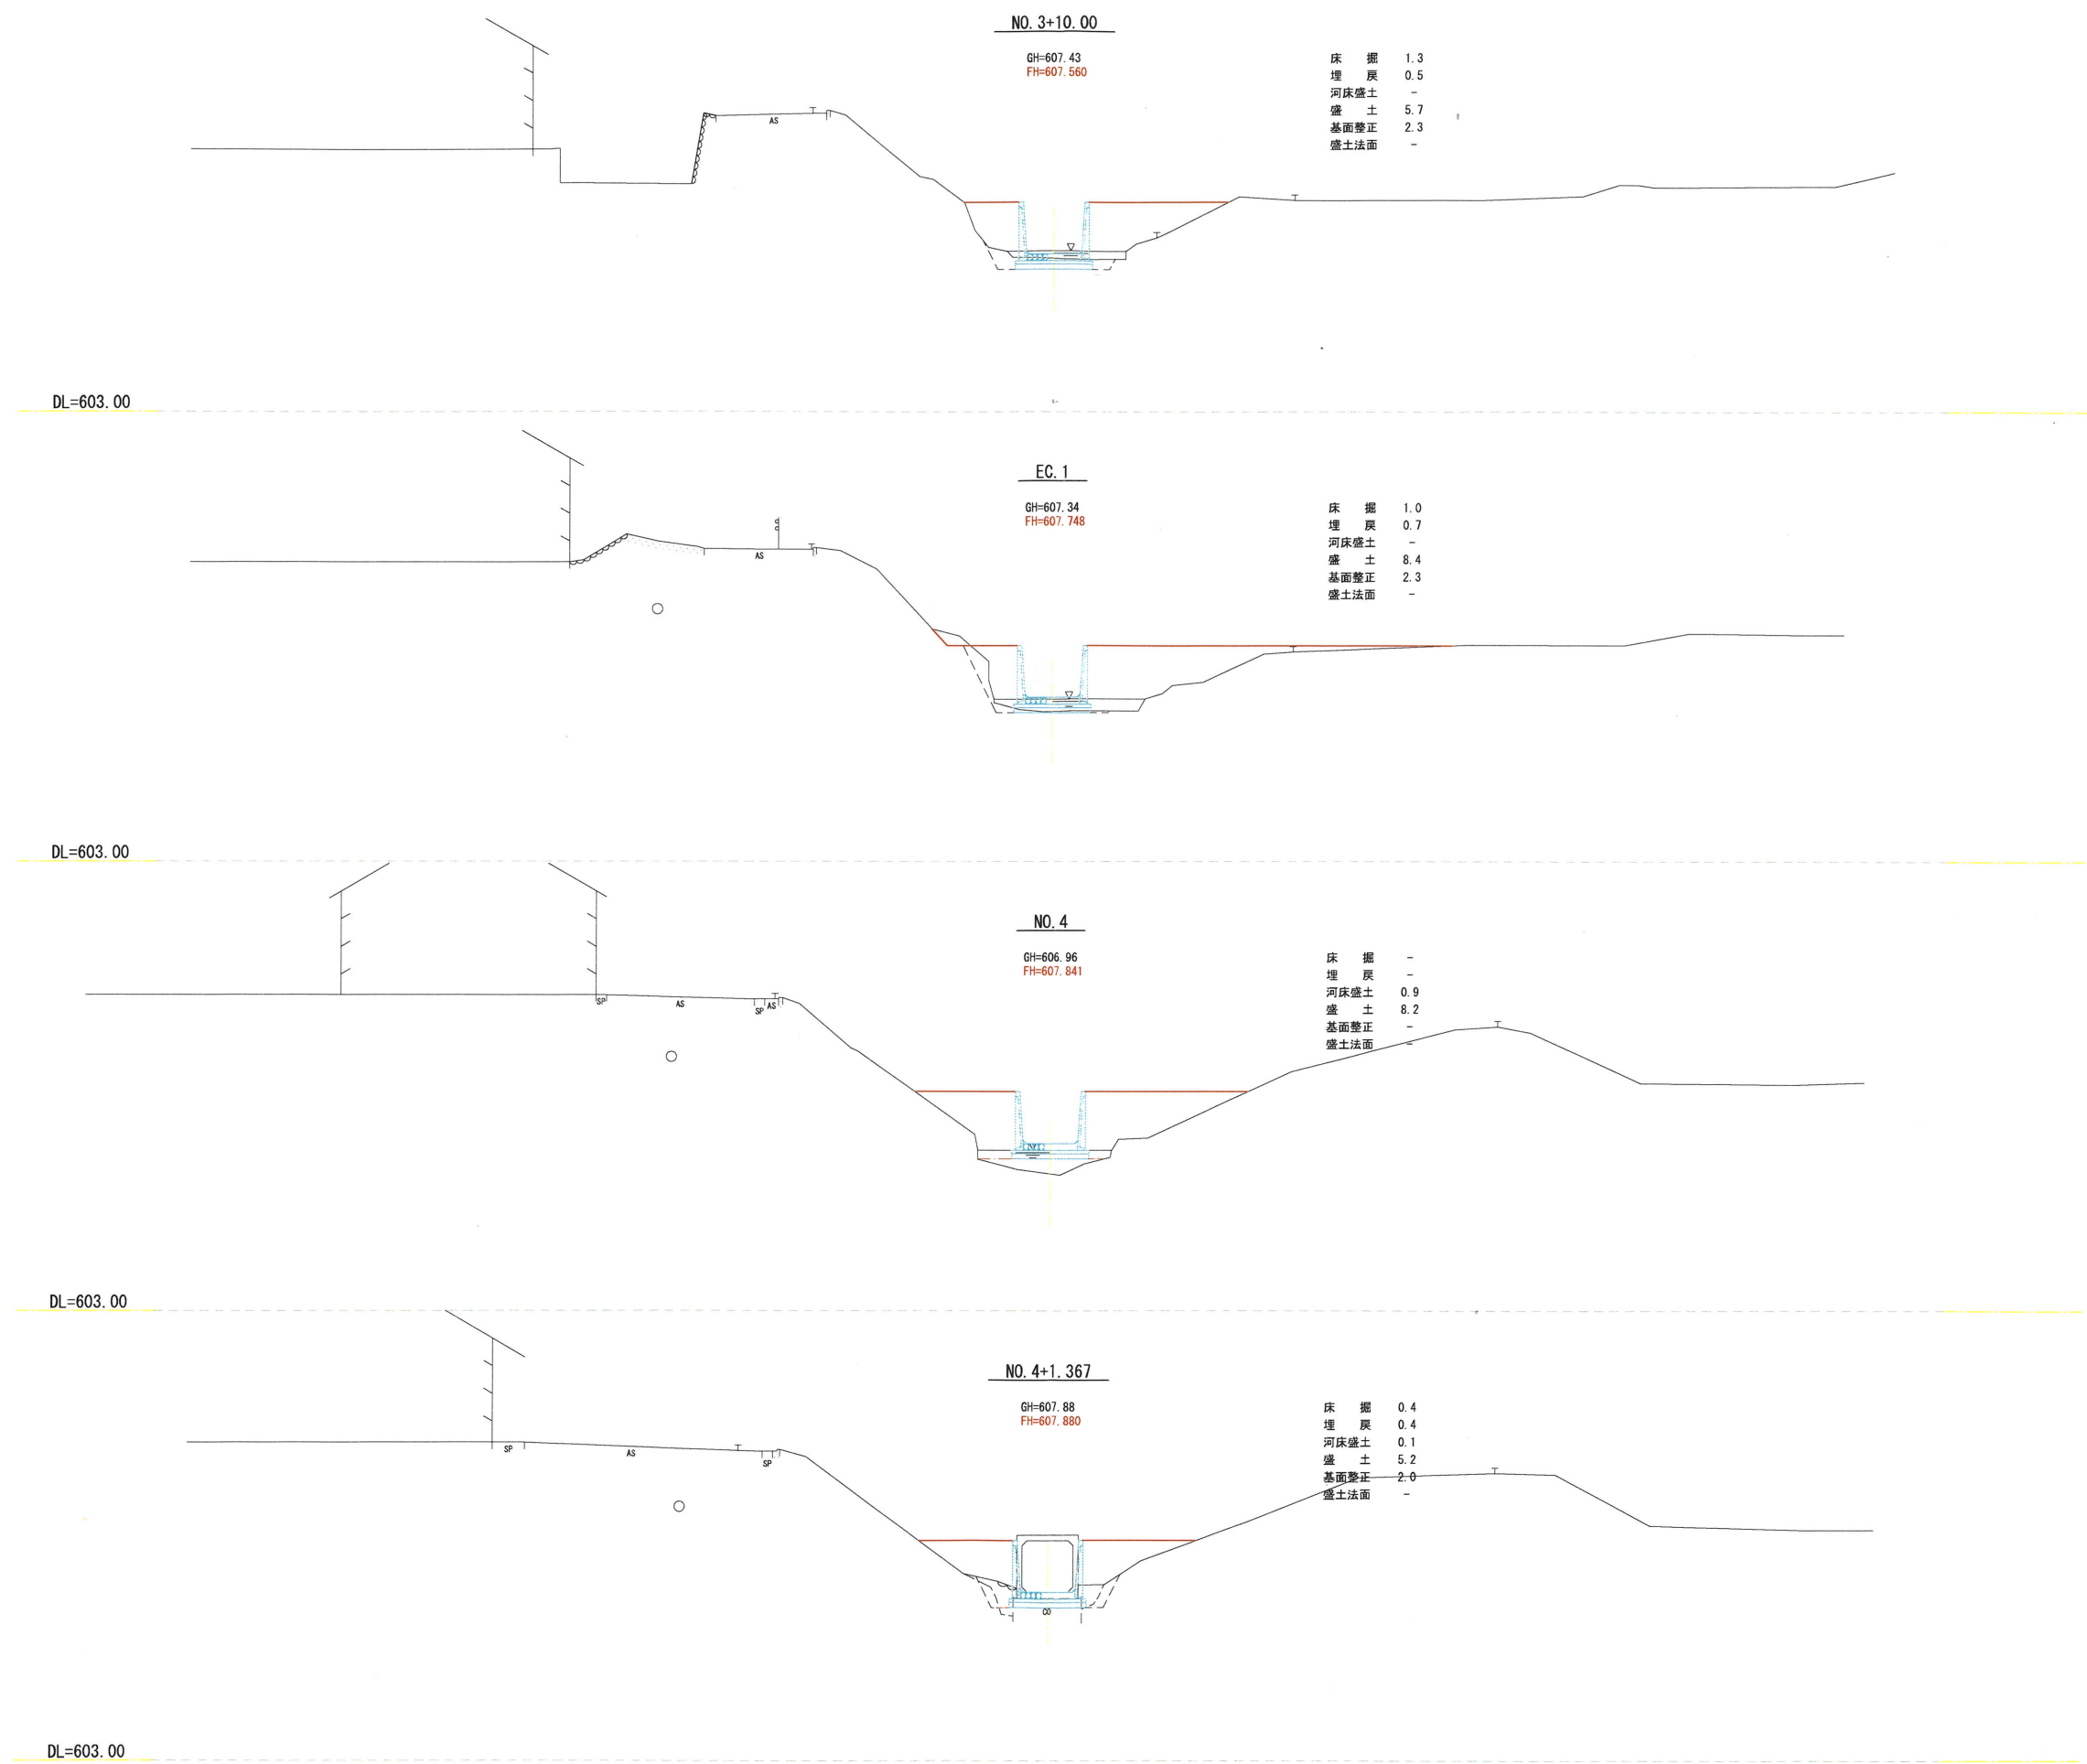 NO.3+10.00
GH=607.43
FH=607.560
床 掘 1.3
埋 戻 0.5
河床盛土 -
盛 土 5.7
基面整正 2.3
盛土法面 -
AS
DL=603.00
EC.1
GH=607.34
FH=607.748
床 掘 1.0
埋 戻 0.7
河床盛土 -
盛 土 8.4
基面整正 2.3
盛土法面 -
AS
DL=603.00
NO.4
GH=606.96
FH=607.841
床 掘 -
埋 戻 -
河床盛土 0.9
盛 土 8.2
基面整正 -
盛土法面 -
SP AS SP AS
DL=603.00
NO.4+1.367
GH=607.88
FH=607.880
床 掘 0.4
埋 戻 0.4
河床盛土 0.1
盛 土 5.2
基面整正 2.0
盛土法面 -
SP AS SP
CO
DL=603.00